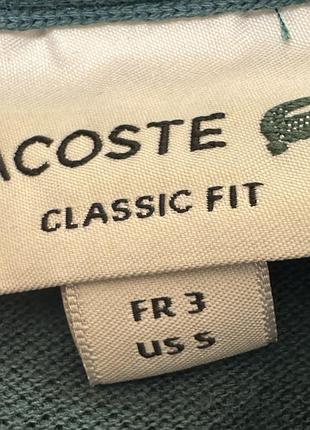 ACOSTE
CLASSIC FIT
FR 3
US S